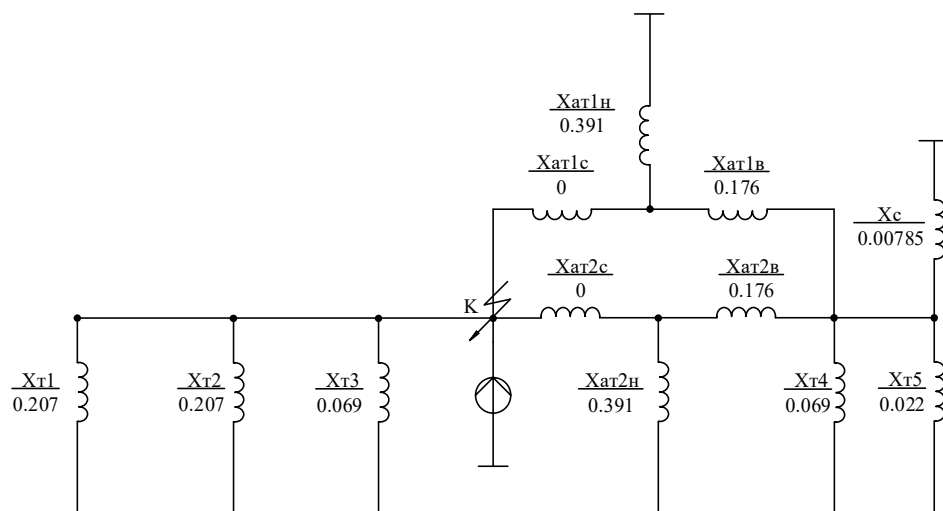 Xат1н
0.391
Xат1с
0
Xат1в
0.176
Xс
0.00785
Xат2с
0
Xат2в
0.176
К
Xт1
0.207
Xт2
0.207
Xт3
0.069
Xат2н
0.391
Xт4
0.069
Xт5
0.022